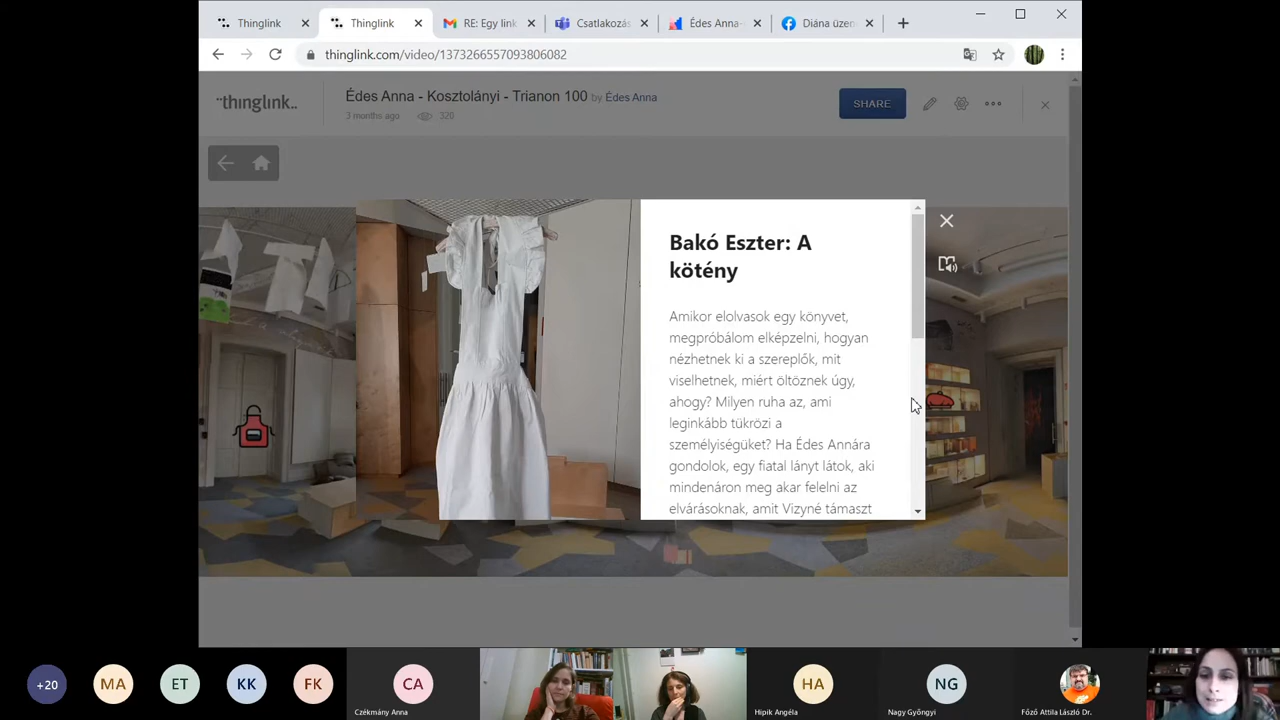 Thinglink
Thinglink
RE: Egy link
Csatlakozás
Édes Anna-
Diána üzen
thinglink.com/video/1373266557093806082
thinglink..
Édes Anna - Kosztolányi - Trianon 100 by Édes Anna
3 months ago 320
SHARE
Bakó Eszter: A
kötény
Amikor elolvasok egy könyvet,
megpróbálom elképzelni, hogyan
nézhetnek ki a szereplők, mit
viselhetnek, miért öltöznek úgy,
ahogy? Milyen ruha az, ami
leginkább tükrözi a
személyiségüket? Ha Édes Annára
gondolok, egy fiatal lányt látok, aki
mindenáron meg akar felelni az
elvárásoknak, amit Vizyné támaszt
+20
MA
ET
KK
FK
CA
HA
NG
Czékmány Anna
Hipik Angéla
Nagy Gyöngyi
Főző Attila László Dr.